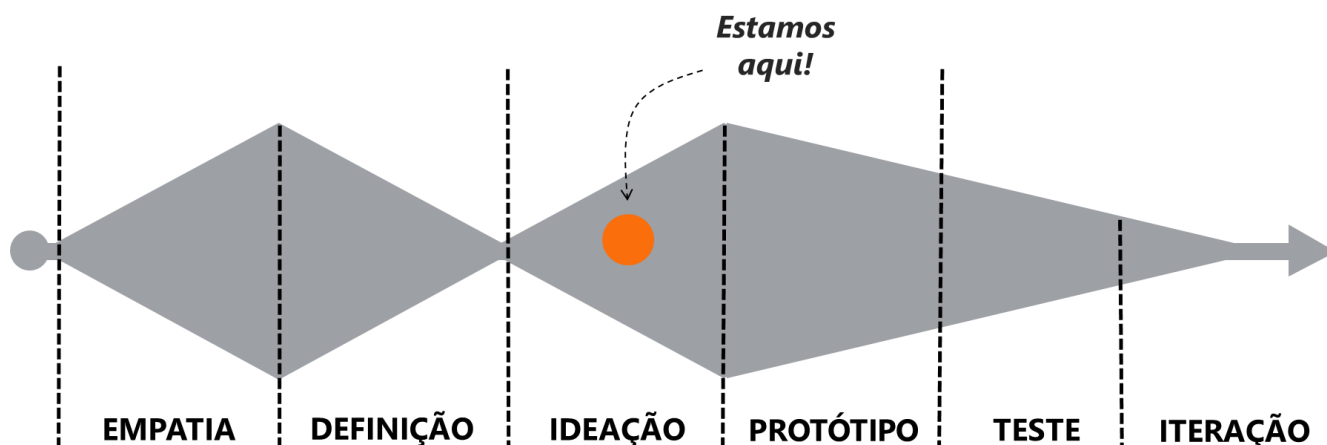 Estamos
aqui!
EMPATIA DEFINIÇÃO IDEAÇÃO PROTÓTIPO TESTE ITERAÇÃO